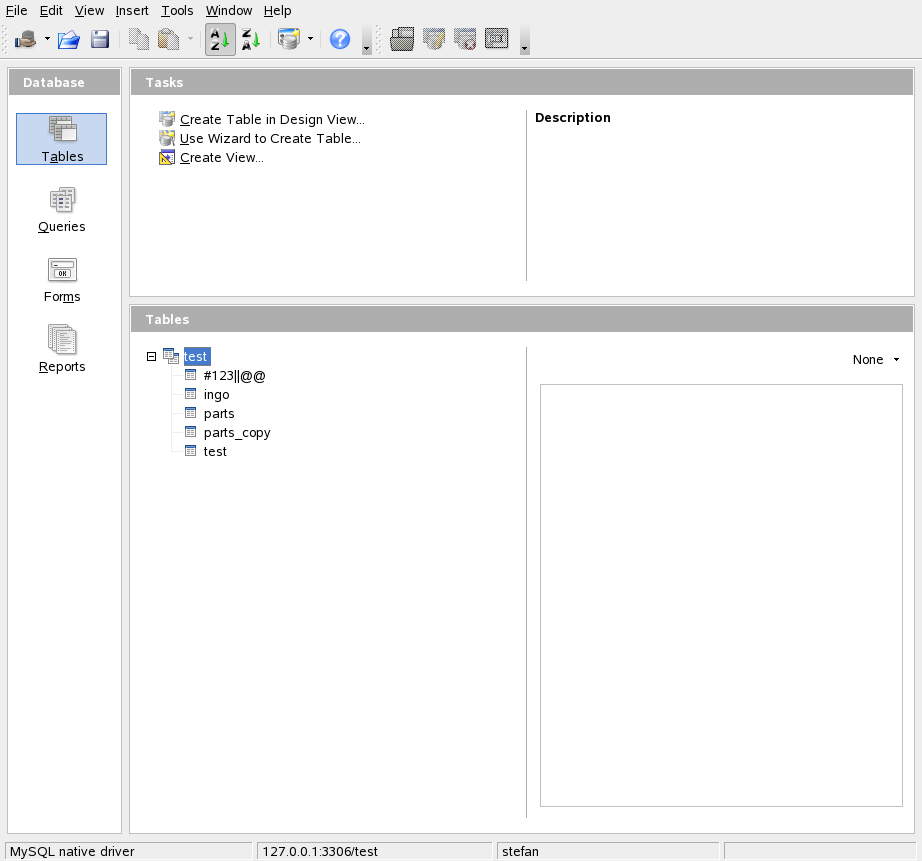 File Edit View Insert Tools Window Help
Database
Tables
Queries
Forms
Reports
Tasks
Create Table in Design View...
Use Wizard to Create Table...
Create View...
Description
Tables
test
#123||@@
ingo
parts
parts_copy
test
None
MySQL native driver 127.0.0.1:3306/test stefan